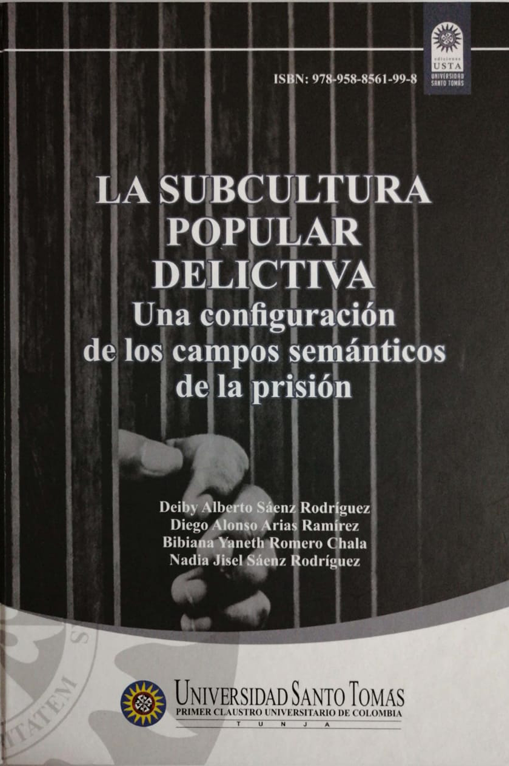 ediciones
USTA
UNIVERSIDAD
SANTO TOMÁS
ISBN: 978-958-8561-99-8
LA SUBCULTURA
POPULAR
DELICTIVA
Una configuración
de los campos semánticos
de la prisión
Deiby Alberto Sáenz Rodríguez
Diego Alonso Arias Ramírez
Bibiana Yaneth Romero Chala
Nadia Jisel Sáenz Rodríguez
UNIVERSIDAD SANTO TOMÁS
PRIMER CLAUSTRO UNIVERSITARIO DE COLOMBIA
TUNJA